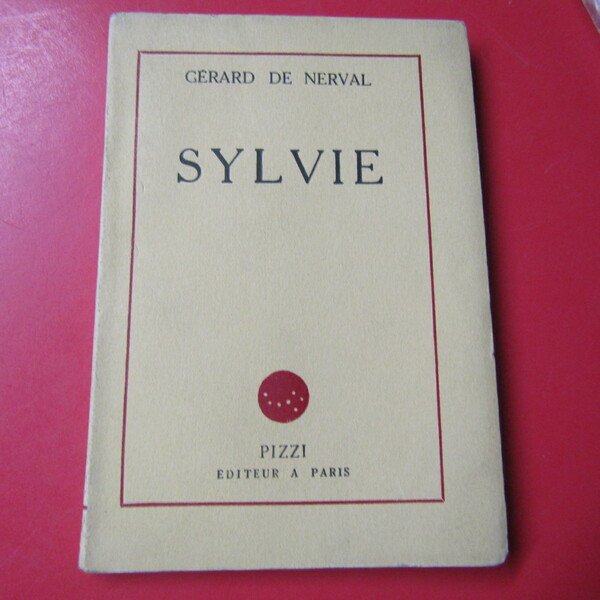 GÉRARD DE NERVAL
SYLVIE
PIZZI
EDITEUR A PARIS